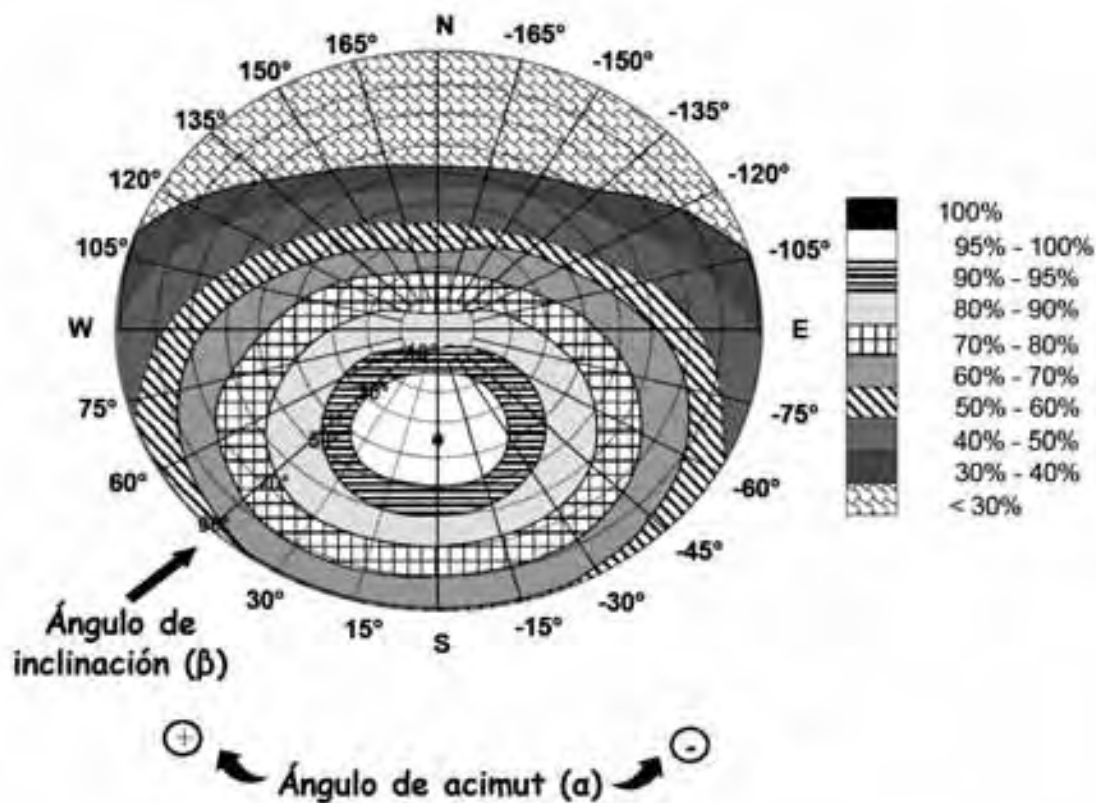 N
165°
-165°
150°
-150°
135°
-135°
120°
-120°
105°
-105°
W
E
75°
-75°
60°
-60°
-45°
30°
-30°
15°
-15°
S
100%
95% - 100%
90% - 95%
80% - 90%
70% - 80%
60% - 70%
50% - 60%
40% - 50%
30% - 40%
< 30%
Ángulo de
inclinación (β)
+
-
Ángulo de acimut (α)